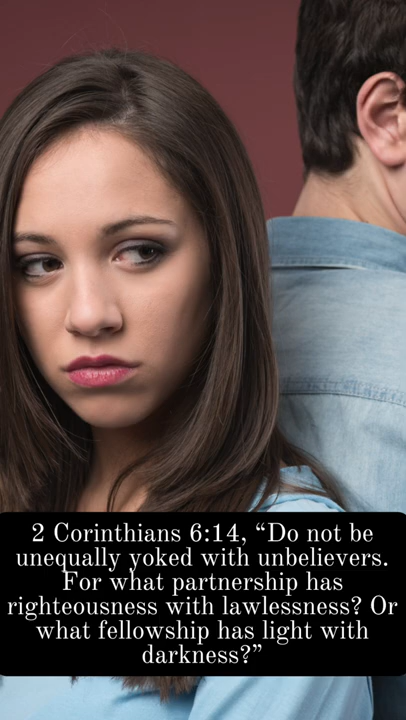 2 Corinthians 6:14, “Do not be
unequally yoked with unbelievers.
For what partnership has
righteousness with lawlessness? Or
what fellowship has light with
darkness?”